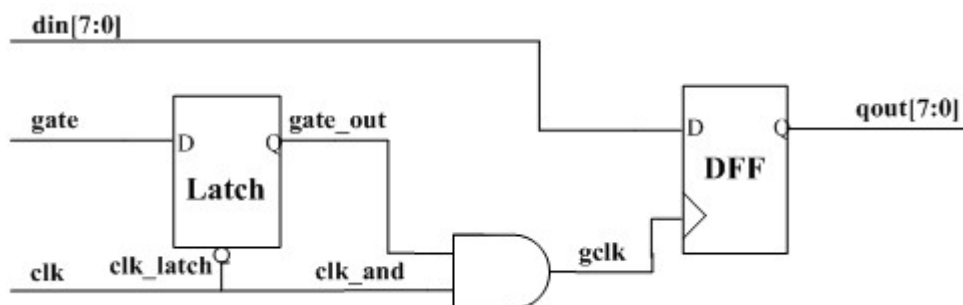 din[7:0]
gate
D
Q
Latch
gate_out
D
Q
DFF
qout[7:0]
clk
clk_latch
clk_and
gclk